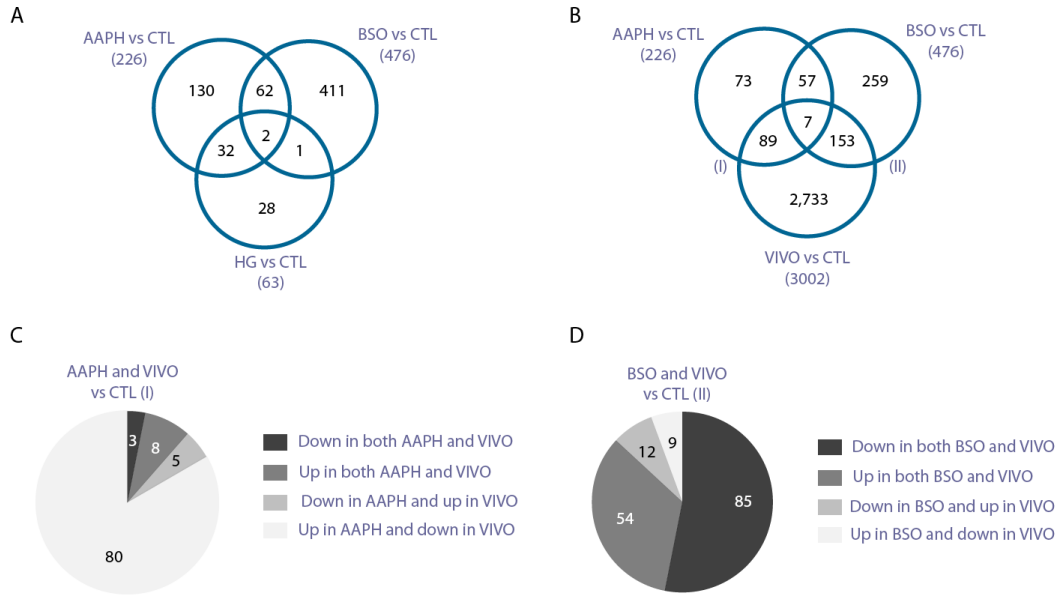 A
AAPH vs CTL
(226)
BSO vs CTL
(476)
130
62
411
2
32
1
28
HG vs CTL
(63)
B
AAPH vs CTL
(226)
BSO vs CTL
(476)
73
57
259
7
89
153
(I)
(II)
2,733
VIVO vs CTL
(3002)
C
AAPH and VIVO
vs CTL (I)
3
8
5
80
Down in both AAPH and VIVO
Up in both AAPH and VIVO
Down in AAPH and up in VIVO
Up in AAPH and down in VIVO
D
BSO and VIVO
vs CTL (II)
9
12
85
54
Down in both BSO and VIVO
Up in both BSO and VIVO
Down in BSO and up in VIVO
Up in BSO and down in VIVO